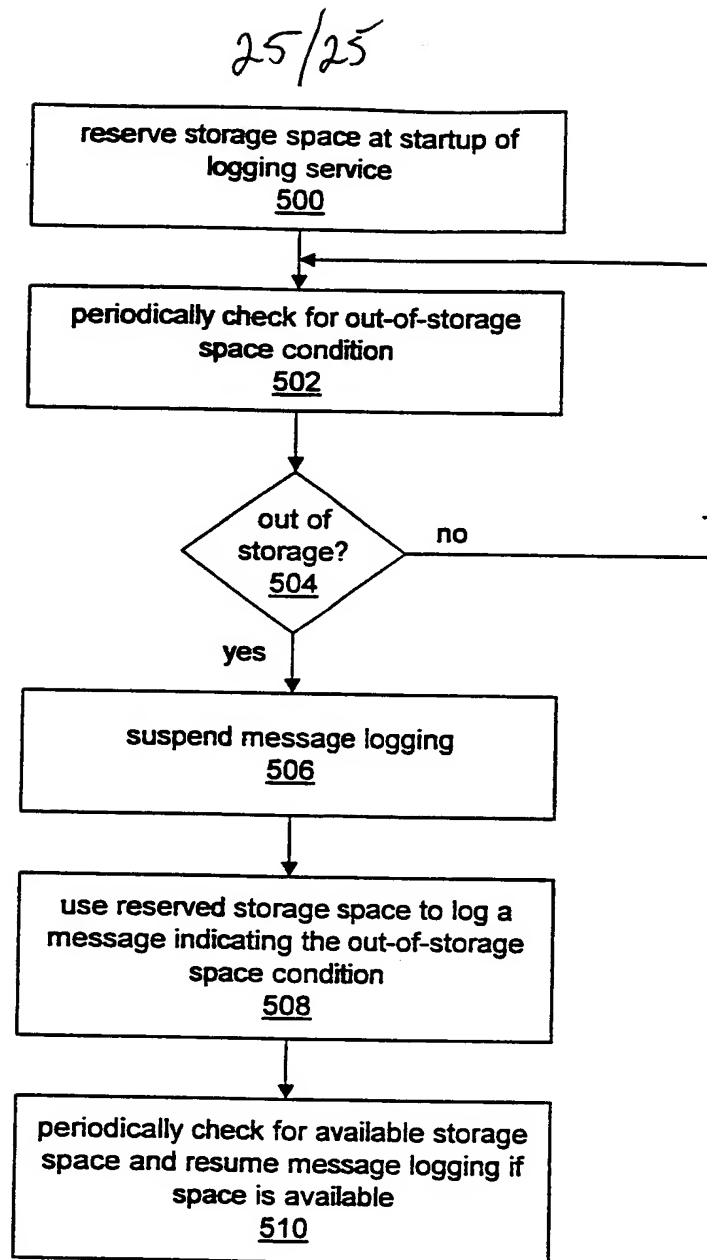 25/25
reserve storage space at startup of
logging service
500
periodically check for out-of-storage
space condition
502
out of
storage?
504
no
yes
suspend message logging
506
use reserved storage space to log a
message indicating the out-of-storage
space condition
508
periodically check for available storage
space and resume message logging if
space is available
510